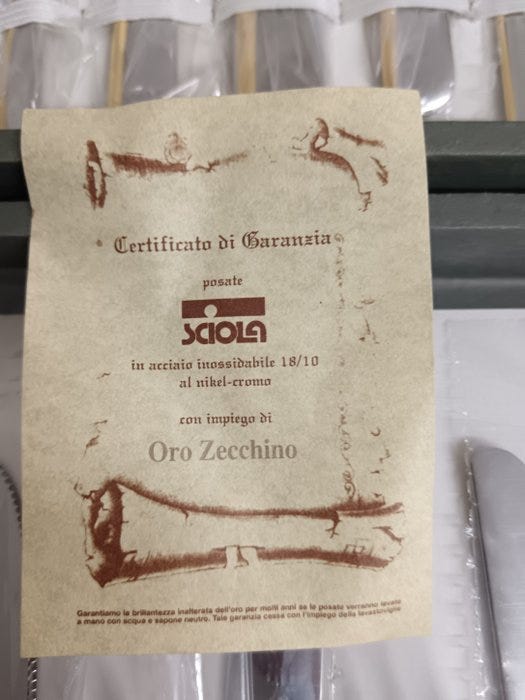 Certificato di Garanzia
posate
SCIOLA
in acciaio inossidabile 18/10
al nikel-cromo
con impiego di
Oro Zecchino
Garantiamo la brillantezza inalterata dell'oro per molti anni se le posate verranno lavate
a mano con acqua e sapone neutro. Tale garanzia cessa con l'impiego della lavastoviglie